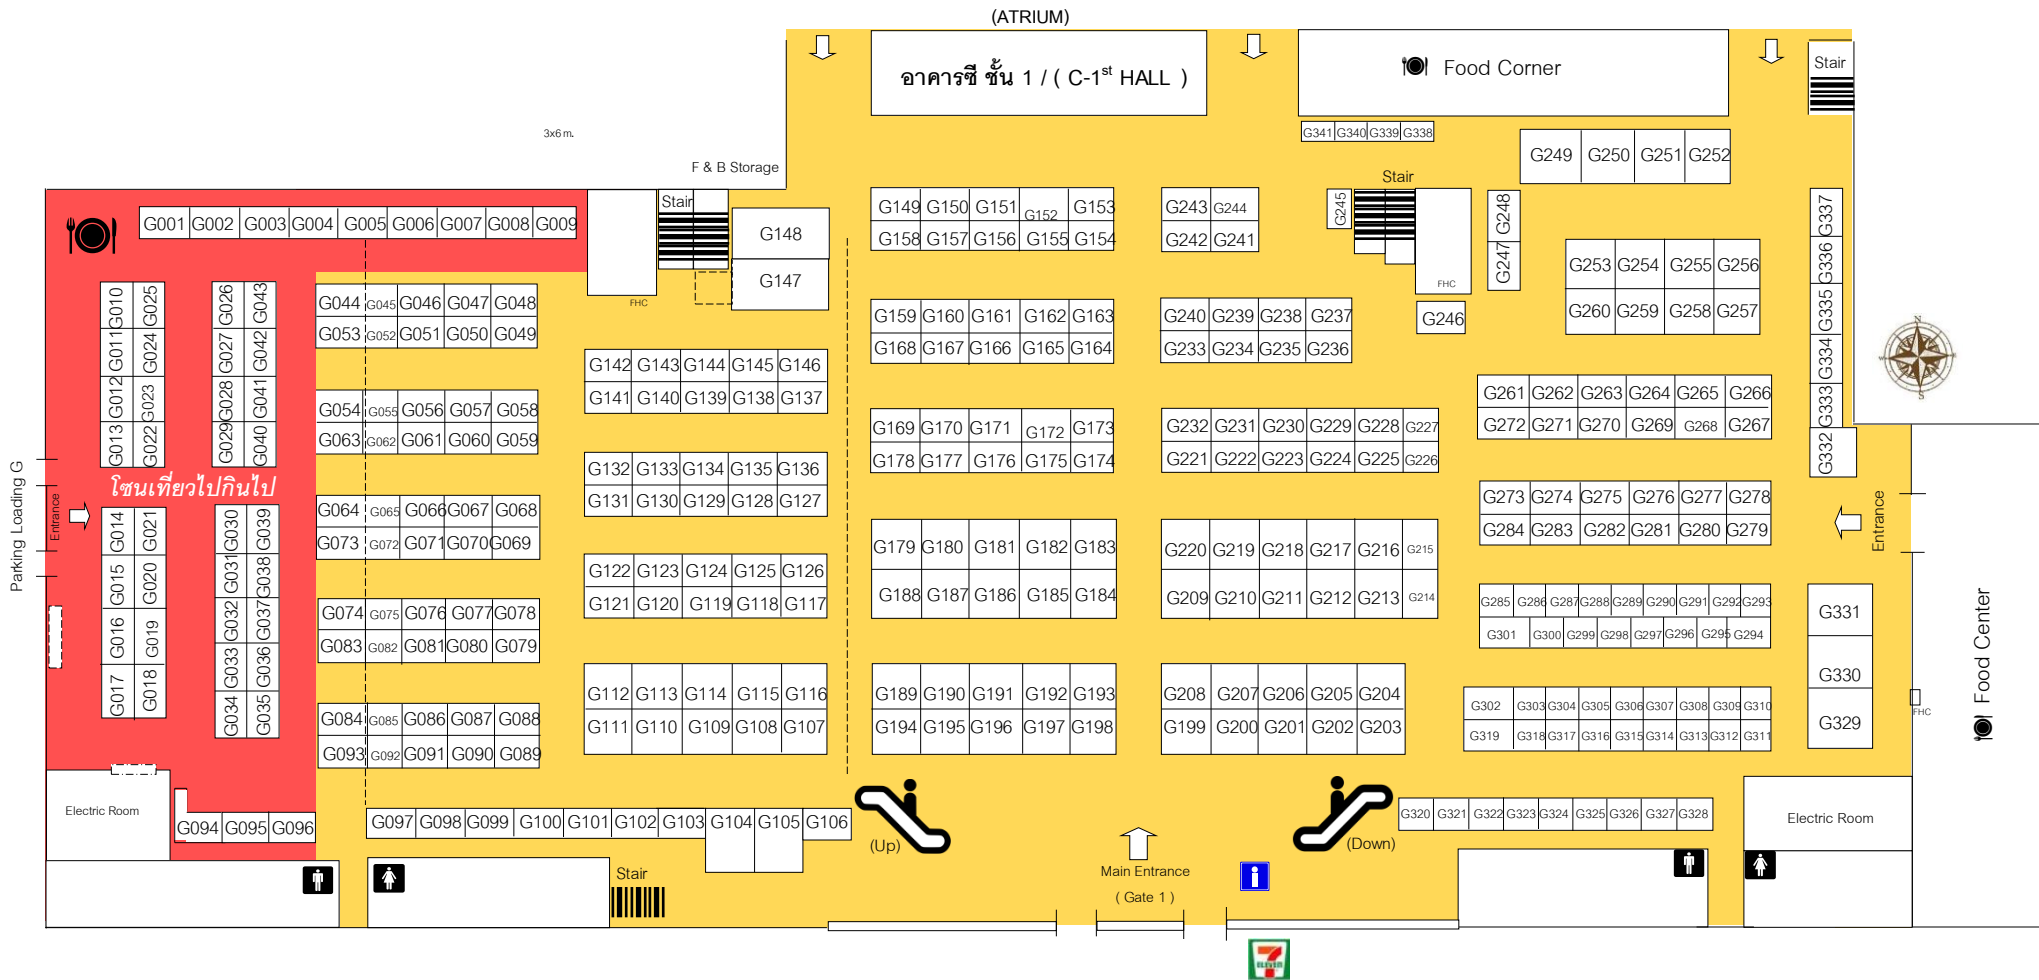 (ATRIUM)
อาคารซี ชั้น 1 / ( C-1st HALL )
Food Corner
Stair
3x6 m.
F & B Storage
G341 G340 G339 G338
G249 G250 G251 G252
Stair
Stair
G001 G002 G003 G004 G005 G006 G007 G008 G009
G148
G147
FHC
G149 G150 G151 G152 G153
G158 G157 G156 G155 G154
G243 G244
G242 G241
G245
G248
G247
FHC
G246
G253 G254 G255 G256
G260 G259 G258 G257
G337
G336
G335
G334
G333
G332
N
E
S
W
G010 G025
G011 G024
G012 G023
G013 G022
G026 G043
G027 G042
G028 G041
G029 G040
G044 G045 G046 G047 G048
G053 G052 G051 G050 G049
G159 G160 G161 G162 G163
G168 G167 G166 G165 G164
G240 G239 G238 G237
G233 G234 G235 G236
G142 G143 G144 G145 G146
G141 G140 G139 G138 G137
G054 G055 G056 G057 G058
G063 G062 G061 G060 G059
G169 G170 G171 G172 G173
G178 G177 G176 G175 G174
G232 G231 G230 G229 G228 G227
G221 G222 G223 G224 G225 G226
G261 G262 G263 G264 G265 G266
G272 G271 G270 G269 G268 G267
โซนเที่ยวไปกินไป
Parking Loading G
Entrance
G132 G133 G134 G135 G136
G131 G130 G129 G128 G127
G014 G021
G015 G020
G016 G019
G017 G018
G030 G039
G031 G038
G032 G037
G033 G036
G034 G035
G064 G065 G066 G067 G068
G073 G072 G071 G070 G069
G179 G180 G181 G182 G183
G188 G187 G186 G185 G184
G220 G219 G218 G217 G216 G215
G209 G210 G211 G212 G213 G214
G273 G274 G275 G276 G277 G278
G284 G283 G282 G281 G280 G279
Entrance
G122 G123 G124 G125 G126
G121 G120 G119 G118 G117
G074 G075 G076 G077 G078
G083 G082 G081 G080 G079
G285 G286 G287 G288 G289 G290 G291 G292 G293
G301 G300 G299 G298 G297 G296 G295 G294
G331
G330
G329
Food Center
FHC
G112 G113 G114 G115 G116
G111 G110 G109 G108 G107
G189 G190 G191 G192 G193
G194 G195 G196 G197 G198
G208 G207 G206 G205 G204
G199 G200 G201 G202 G203
G302 G303 G304 G305 G306 G307 G308 G309 G310
G319 G318 G317 G316 G315 G314 G313 G312 G311
G084 G085 G086 G087 G088
G093 G092 G091 G090 G089
Electric Room
G094 G095 G096
G097 G098 G099 G100 G101 G102 G103 G104 G105 G106
(Up)
(Down)
G320 G321 G322 G323 G324 G325 G326 G327 G328
Electric Room
Stair
Main Entrance
( Gate 1 )
i
7
ELEVEn